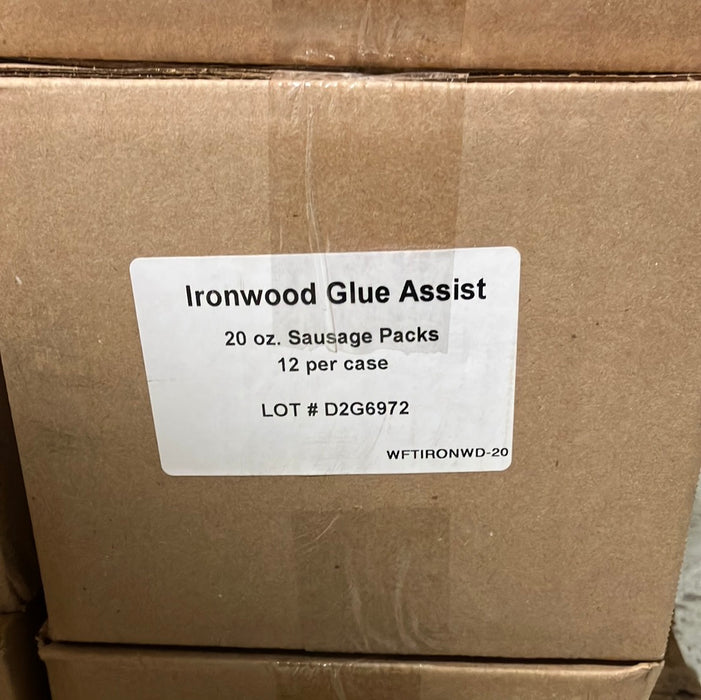 Ironwood Glue Assist
20 oz. Sausage Packs
12 per case
LOT # D2G6972
WFTIRONWD-20